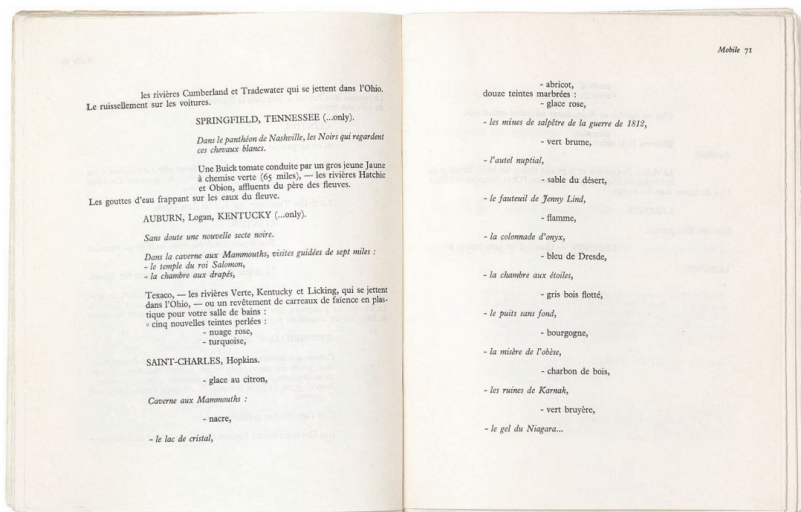 les rivières Cumberland et Tradewater qui se jettent dans l'Ohio.
Le ruissellement sur les voitures.
SPRINGFIELD, TENNESSEE (...only).
Dans le panthéon de Nashville, les Noirs qui regardent
ces chevaux blancs.
Une Buick tomate conduite par un gros jeune Jaune
à chemise verte (65 miles), — les rivières Hatchie
et Obion, affluents du père des fleuves.
Les gouttes d'eau frappant sur les eaux du fleuve.
AUBURN, Logan, KENTUCKY (...only).
Sans doute une nouvelle secte noire.
Dans la caverne aux Mammouths, visites guidées de sept miles :
- le temple du roi Salomon,
- la chambre aux drapés,
Texaco, — les rivières Verte, Kentucky et Licking, qui se jettent
dans l'Ohio, — ou un revêtement de carreaux de faïence en plas-
tique pour votre salle de bains :
« cinq nouvelles teintes perlées :
- nuage rose,
- turquoise,
SAINT-CHARLES, Hopkins.
- glace au citron,
Caverne aux Mammouths :
- nacre,
- le lac de cristal,
Mobile 71
- abricot,
douze teintes marbrées :
- glace rose,
- les mines de salpêtre de la guerre de 1812,
- vert brume,
- l'autel nuptial,
- sable du désert,
- le fauteuil de Jenny Lind,
- flamme,
- la colonnade d'onyx,
- bleu de Dresde,
- la chambre aux étoiles,
- gris bois flotté,
- le puits sans fond,
- bourgogne,
- la misère de l'obèse,
- charbon de bois,
- les ruines de Karnak,
- vert bruyère,
- le gel du Niagara...